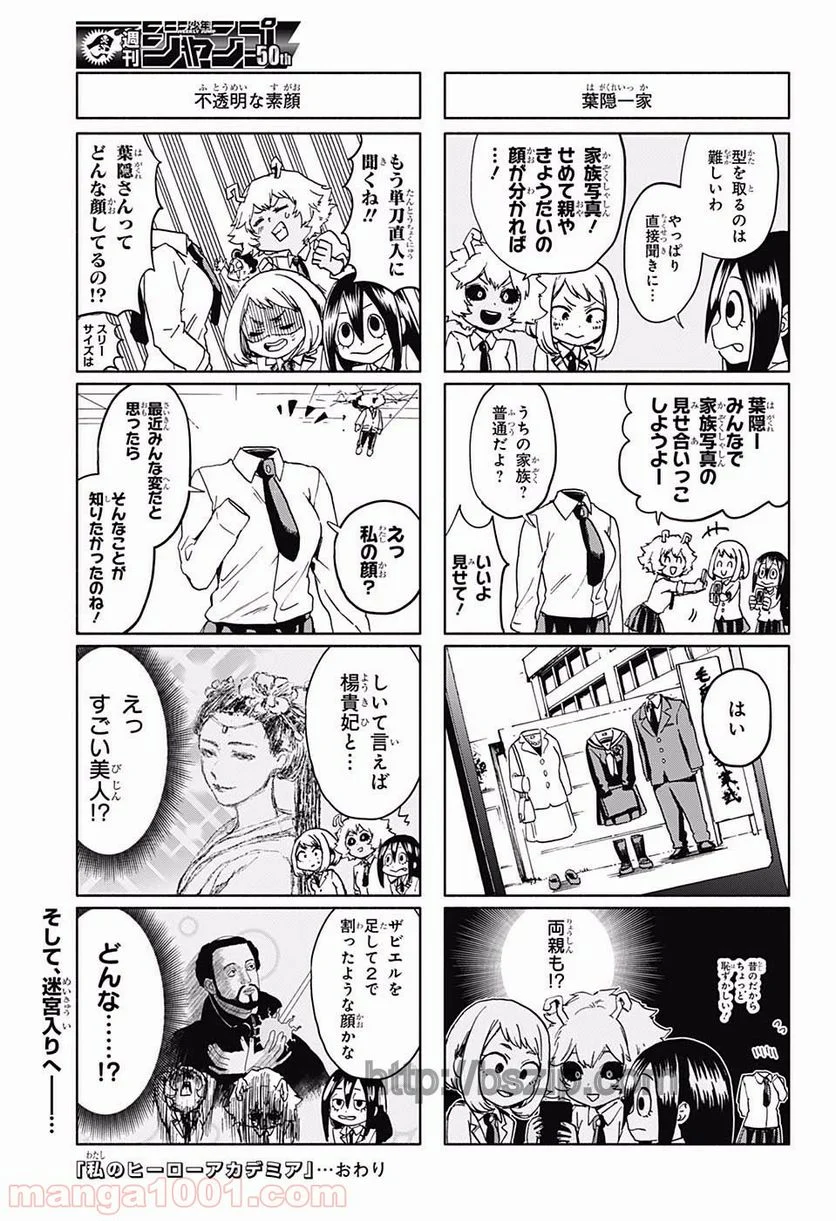 週刊
少年
WEEKLY JUMP
ジャンプ
50th
葉隠一家
型を取るのは
難しいわ
やっぱり
直接聞きに…
家族写真！
せめて親や
きょうだいの
顔が分かれば
…！
葉隠ー
みんなで
家族写真の
見せ合いっこ
しようよー
うちの家族？
普通だよ？
いいよ
見せて！
はい
両親も！？
昔のだから
ちょっと
恥ずかしい！
不透明な素顔
もう単刀直入に
聞くね！！
葉隠さんって
どんな顔してるの！？
スリー
サイズは
えっ
私の顔？
最近みんな変だと
思ったら
そんなことが
知りたかったのね！
しいて言えば
楊貴妃と…
えっ
すごい美人！？
ザビエルを
足して2で
割ったような
顔かな
どんな……！？
そして、迷宮入りへ――…
『私のヒーローアカデミア』…おわり
http://bszip.com
manga1001.com